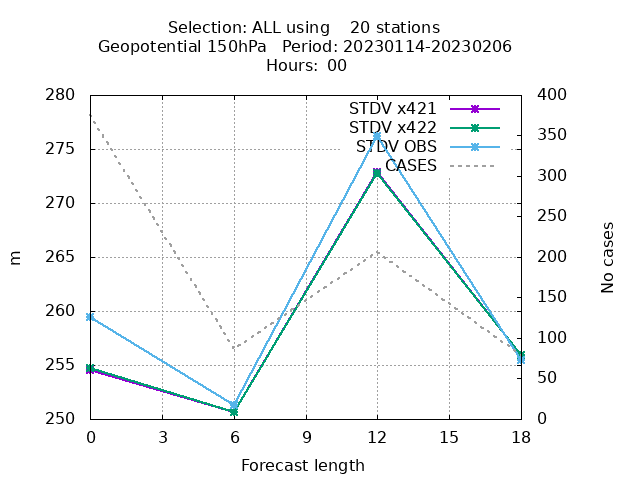 Selection: ALL using    20 stations
Geopotential 150hPa   Period: 20230114-20230206
Hours:  00
STDV x421
STDV x422
STDV OBS
CASES
280
275
270
265
260
255
250
m
400
350
300
250
200
150
100
50
0
No cases
0 3 6 9 12 15 18
Forecast length